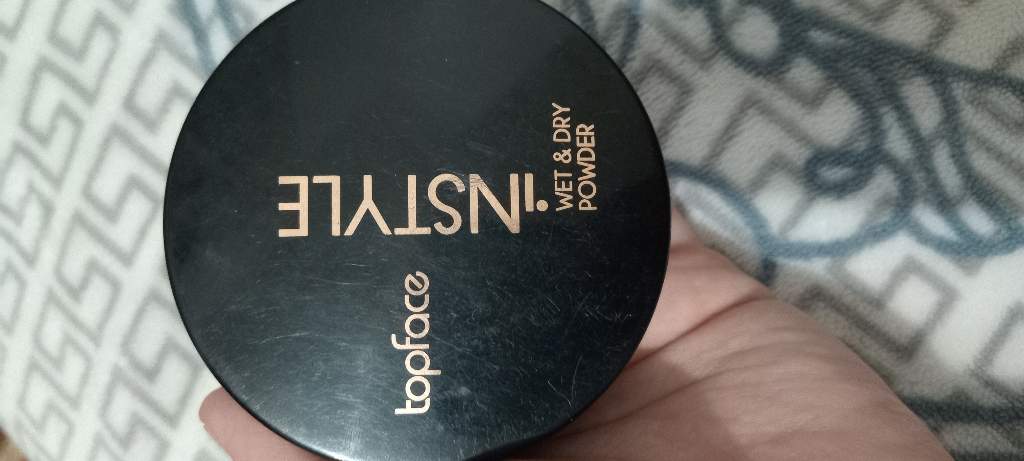 topface
iNSTYLE
WET & DRY
POWDER